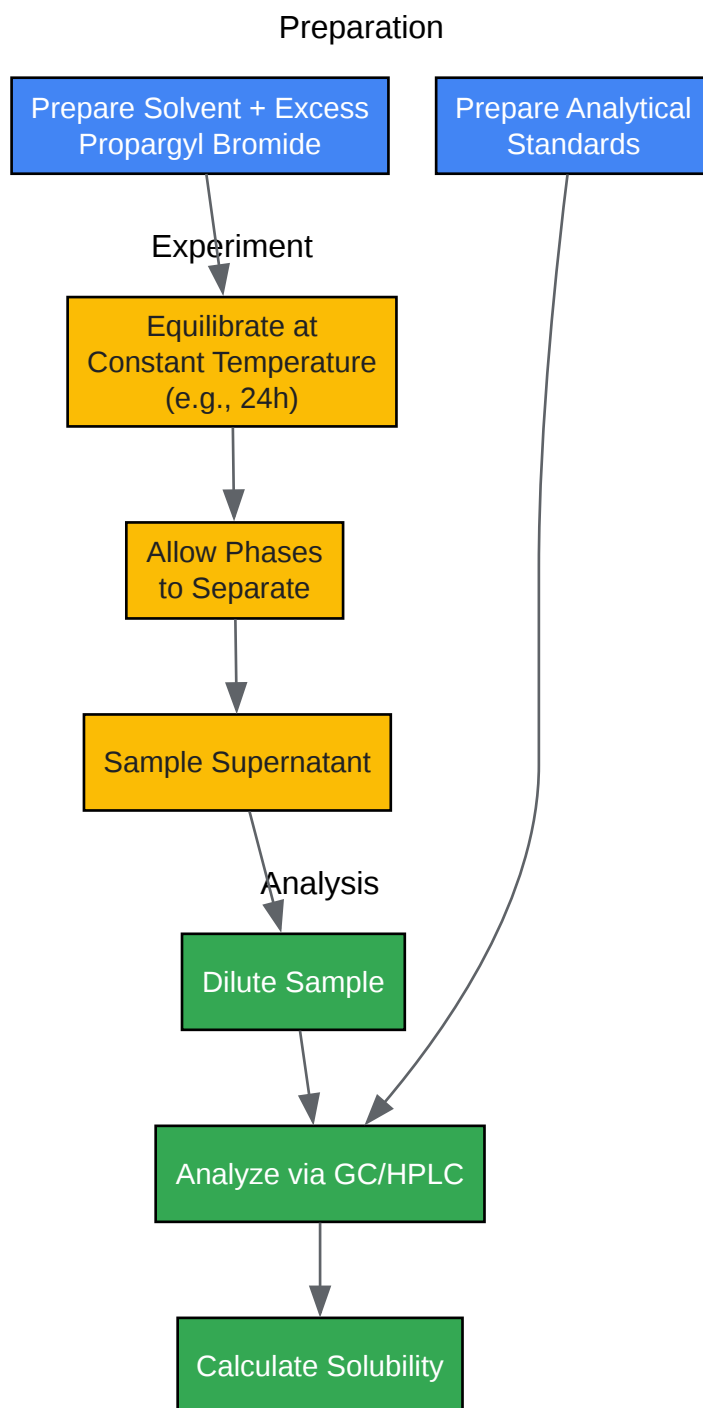 Preparation
Prepare Solvent + Excess
Propargyl Bromide
Prepare Analytical
Standards
Experiment
Equilibrate at
Constant Temperature
(e.g., 24h)
Allow Phases
to Separate
Sample Supernatant
Analysis
Dilute Sample
Analyze via GC/HPLC
Calculate Solubility